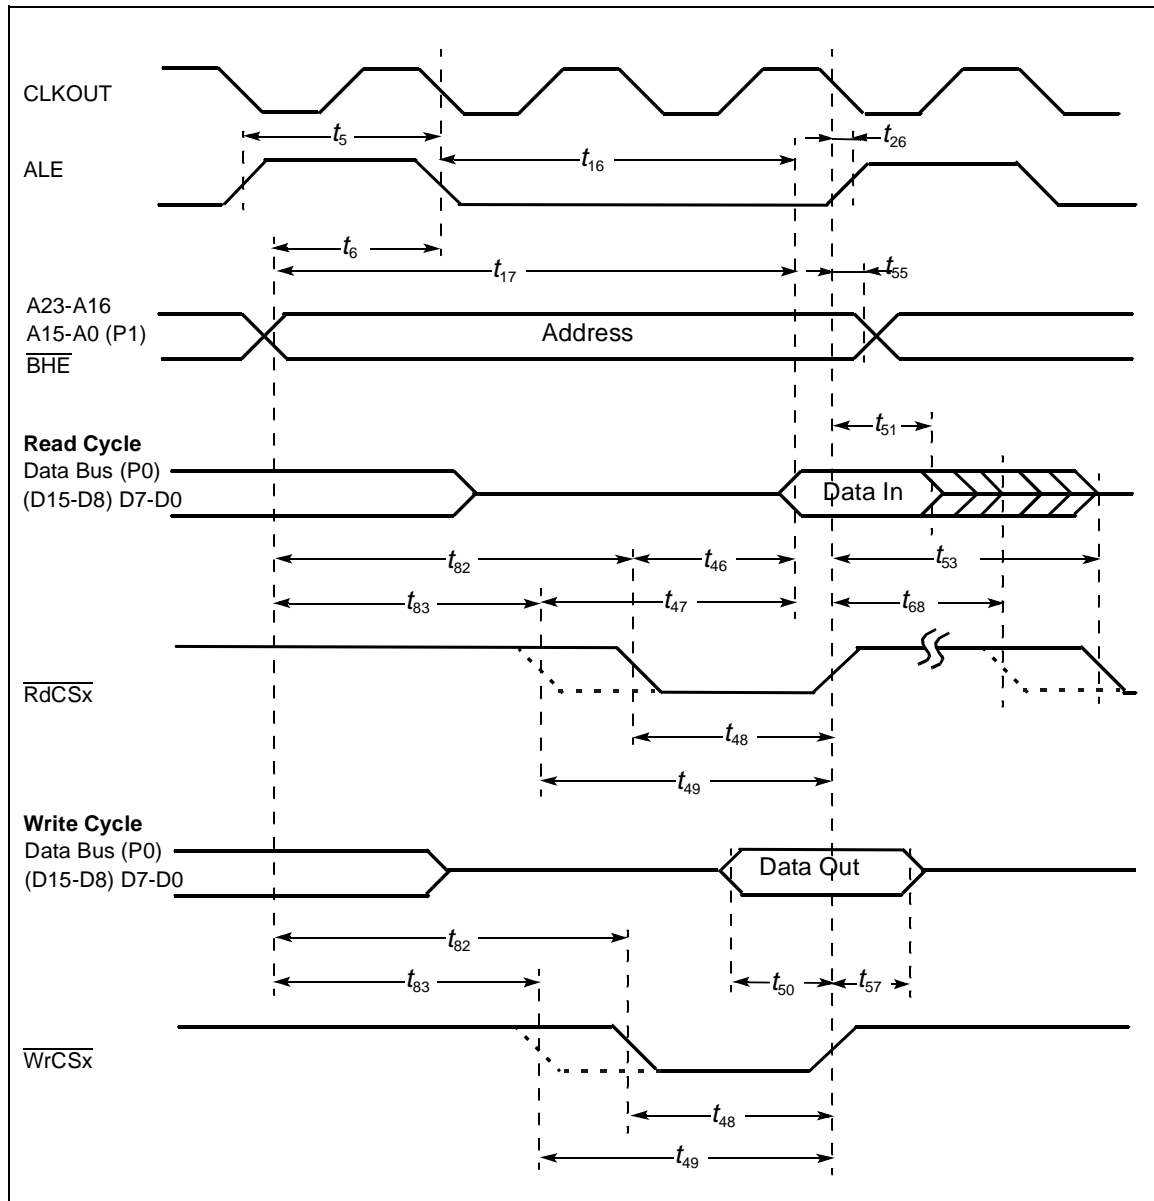 CLKOUT
t5
t26
ALE
t16
t6
t17
t55
A23-A16
A15-A0 (P1)
BHE
Address
t51
Read Cycle
Data Bus (P0)
(D15-D8) D7-D0
Data In
t82
t46
t53
t83
t47
t68
RdCSx
t48
t49
Write Cycle
Data Bus (P0)
(D15-D8) D7-D0
Data Out
t82
t83
t50
t57
WrCSx
t48
t49